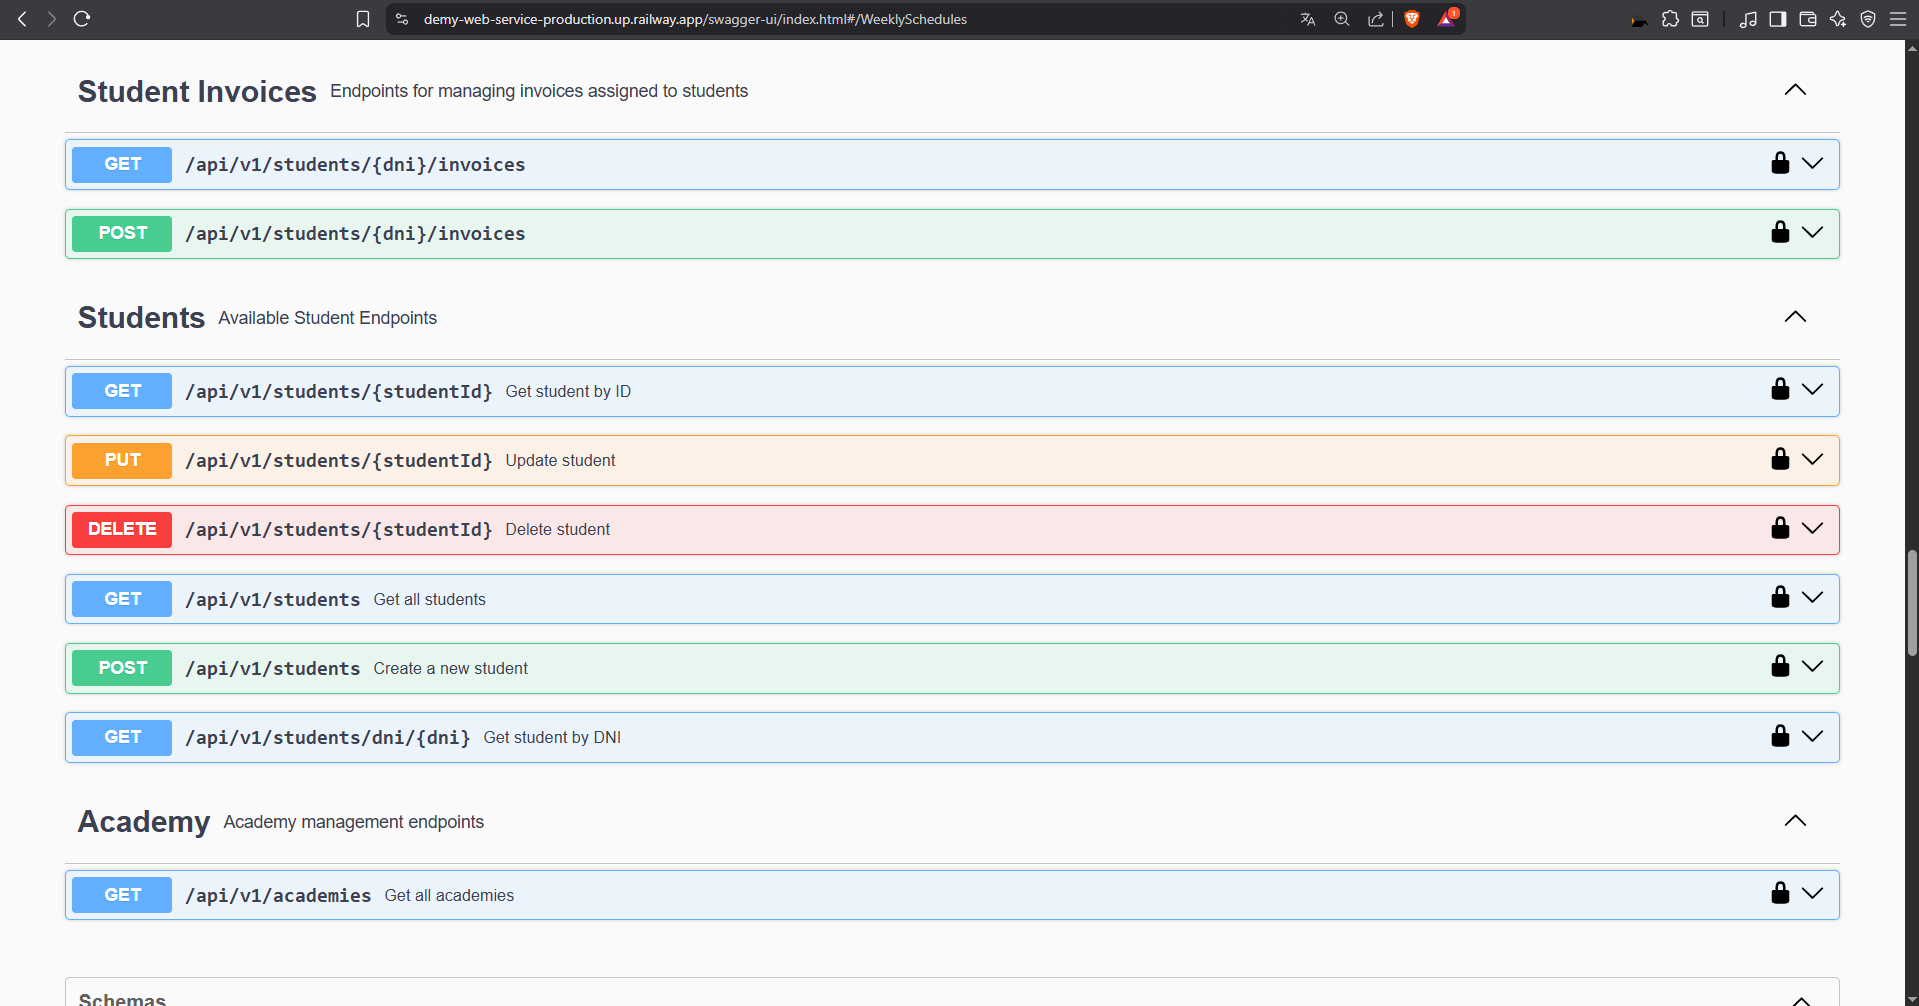 demy-web-service-production.up.railway.app/swagger-ui/index.html#/WeeklySchedules
1
Student Invoices Endpoints for managing invoices assigned to students
GET /api/v1/students/{dni}/invoices
POST /api/v1/students/{dni}/invoices
Students Available Student Endpoints
GET /api/v1/students/{studentId} Get student by ID
PUT /api/v1/students/{studentId} Update student
DELETE /api/v1/students/{studentId} Delete student
GET /api/v1/students Get all students
POST /api/v1/students Create a new student
GET /api/v1/students/dni/{dni} Get student by DNI
Academy Academy management endpoints
GET /api/v1/academies Get all academies
Schemas